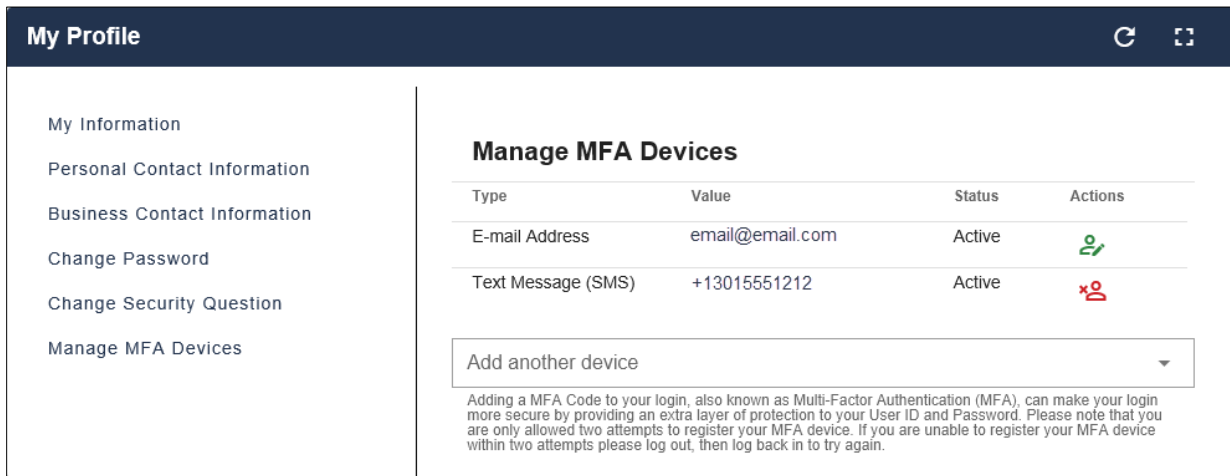 My Profile
My Information
Personal Contact Information
Business Contact Information
Change Password
Change Security Question
Manage MFA Devices
Manage MFA Devices
Type Value Status Actions
E-mail Address email@email.com Active
Text Message (SMS) +13015551212 Active
Add another device
Adding a MFA Code to your login, also known as Multi-Factor Authentication (MFA), can make your login
more secure by providing an extra layer of protection to your User ID and Password. Please note that you
are only allowed two attempts to register your MFA device. If you are unable to register your MFA device
within two attempts please log out, then log back in to try again.